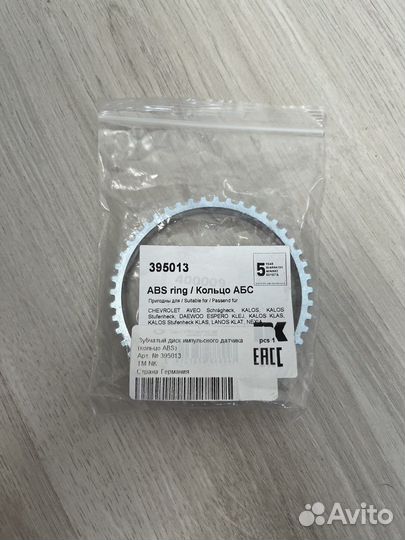 395013
5 YEAR
ABS ring / Кольцо АБС
Пригодны для / Suitable for / Passend für
CHEVROLET AVEO Schrägheck, KALOS, KALOS
Stufenheck, DAEWOO ESPERO KLEJ, KALOS KLAS,
KALOS Stufenheck KLAS, LANOS KLAT, NEXIA
pcs 1
EAC
Зубчатый диск импульсного датчика
(кольцо ABS)
Арт. № 395013
ТМ NK
Страна: Германия
Avito